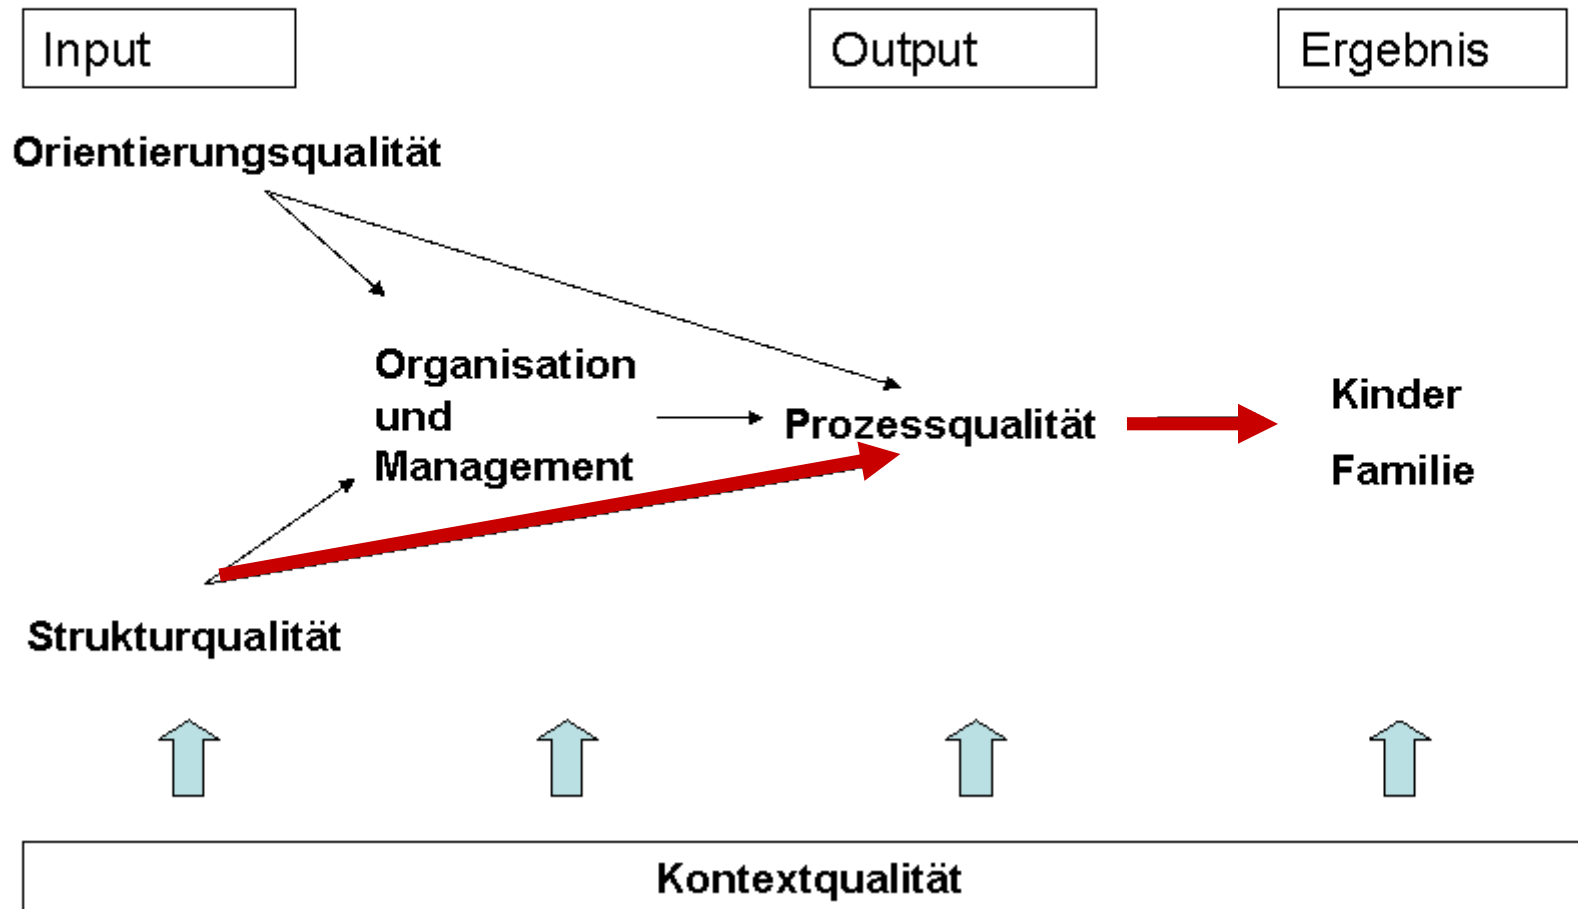 Input
Output
Ergebnis
Orientierungsqualität
Organisation
und
Management
Prozessqualität
Kinder
Familie
Strukturqualität
Kontextqualität